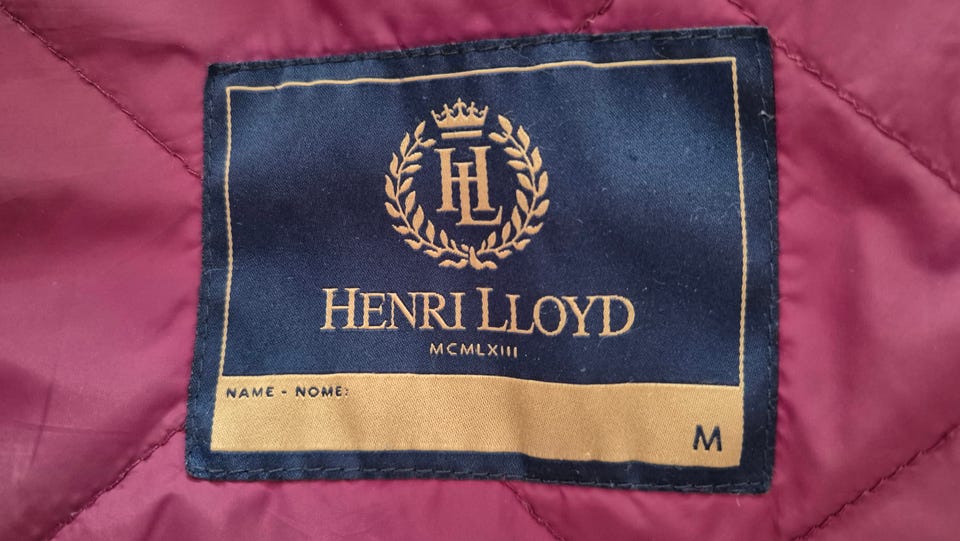 HL
HENRI LLOYD
MCMLXIII
NAME - NOME:
M